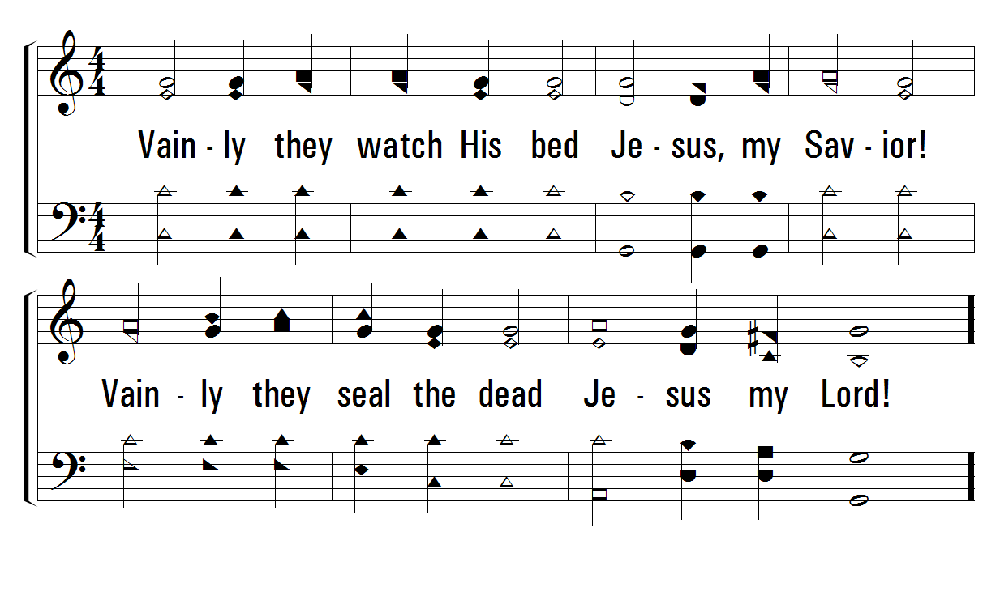 Vain - ly they watch His bed Je - sus, my Sav - ior!
Vain - ly they seal the dead Je - sus my Lord!